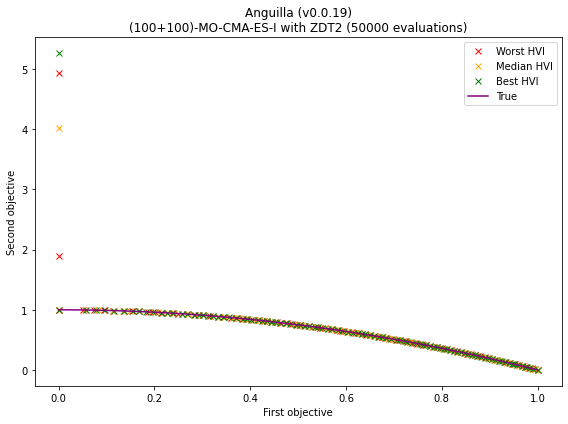 Anguilla (v0.0.19)
(100+100)-MO-CMA-ES-I with ZDT2 (50000 evaluations)
Worst HVI
Median HVI
Best HVI
True
Second objective
5
4
3
2
1
0
0.0 0.2 0.4 0.6 0.8 1.0
First objective